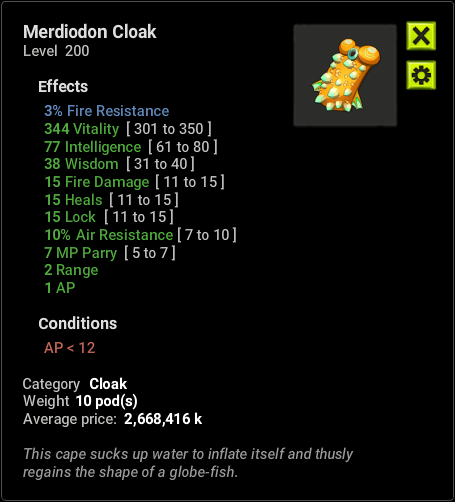 Merdiodon Cloak
Level 200
Effects
3% Fire Resistance
344 Vitality [ 301 to 350 ]
77 Intelligence [ 61 to 80 ]
38 Wisdom [ 31 to 40 ]
15 Fire Damage [ 11 to 15 ]
15 Heals [ 11 to 15 ]
15 Lock [ 11 to 15 ]
10% Air Resistance [ 7 to 10 ]
7 MP Parry [ 5 to 7 ]
2 Range
1 AP
Conditions
AP < 12
Category Cloak
Weight 10 pod(s)
Average price: 2,668,416 k
This cape sucks up water to inflate itself and thusly
regains the shape of a globe-fish.